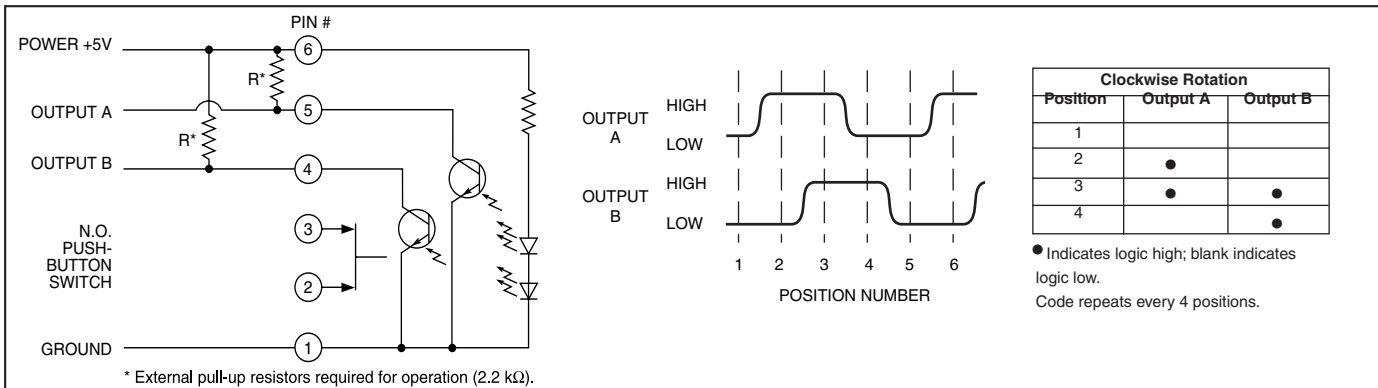 PIN #
POWER +5V
6
R*
OUTPUT A
5
R*
OUTPUT B
4
N.O.
PUSH-
BUTTON
SWITCH
3
2
GROUND
1
* External pull-up resistors required for operation (2.2 kΩ).
OUTPUT
A
HIGH
LOW
OUTPUT
B
HIGH
LOW
1 2 3 4 5 6
POSITION NUMBER
Clockwise Rotation
Position Output A Output B
1
2 ●
3 ● ●
4 ●
● Indicates logic high; blank indicates
logic low.
Code repeats every 4 positions.